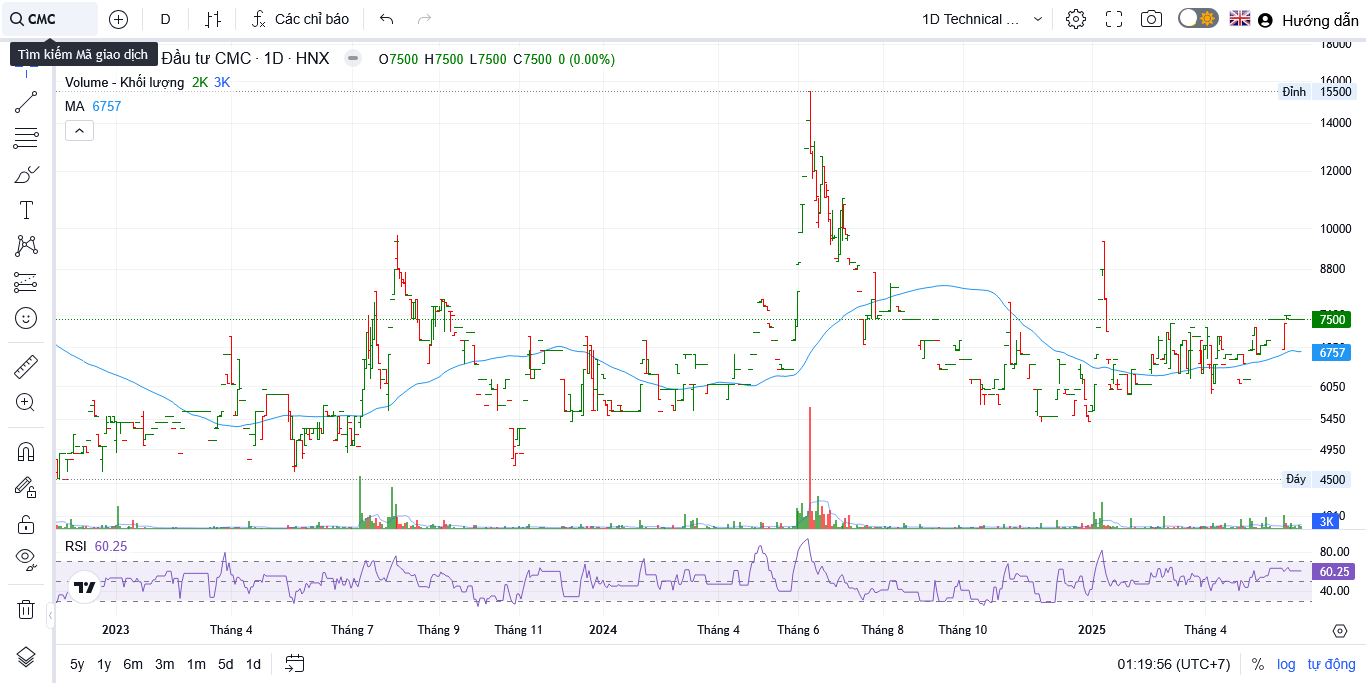 CMC
D
Các chỉ báo
1D Technical ...
Hướng dẫn
Tìm kiếm Mã giao dịch
Đầu tư CMC · 1D · HNX
O7500 H7500 L7500 C7500 0 (0.00%)
Volume - Khối lượng 2K 3K
MA 6757
18000
16000
Đỉnh 15500
14000
12000
10000
8800
7500
6757
6050
5450
4950
Đáy 4500
3K
RSI 60.25
80.00
60.25
40.00
2023 Tháng 4 Tháng 7 Tháng 9 Tháng 11 2024 Tháng 4 Tháng 6 Tháng 8 Tháng 10 2025 Tháng 4
5y 1y 6m 3m 1m 5d 1d
01:19:56 (UTC+7) % log tự động